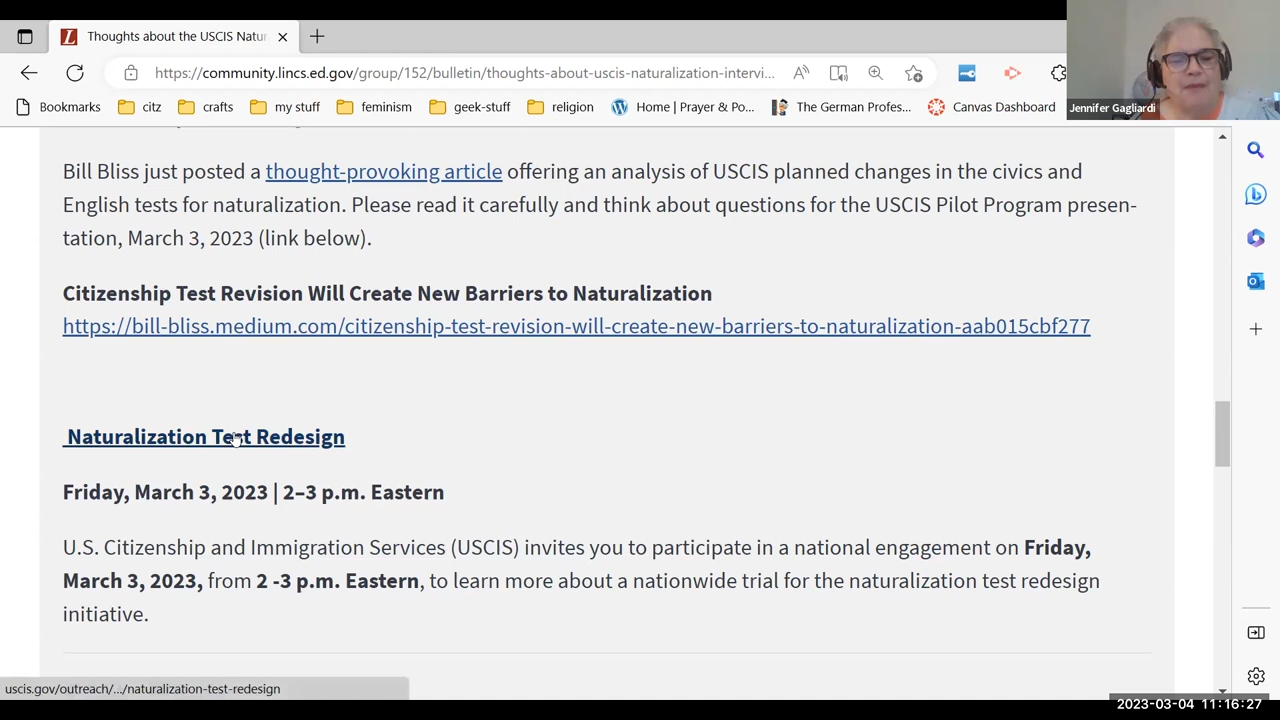 Thoughts about the USCIS Natur
https://community.lincs.ed.gov/group/152/bulletin/thoughts-about-uscis-naturalization-intervi...
Bookmarks citz crafts my stuff feminism geek-stuff religion Home | Prayer & Po... The German Profes... Canvas Dashboard
Jennifer Gagliardi
Bill Bliss just posted a thought-provoking article offering an analysis of USCIS planned changes in the civics and
English tests for naturalization. Please read it carefully and think about questions for the USCIS Pilot Program presen-
tation, March 3, 2023 (link below).
Citizenship Test Revision Will Create New Barriers to Naturalization
https://bill-bliss.medium.com/citizenship-test-revision-will-create-new-barriers-to-naturalization-aab015cbf277
Naturalization Test Redesign
Friday, March 3, 2023 | 2–3 p.m. Eastern
U.S. Citizenship and Immigration Services (USCIS) invites you to participate in a national engagement on Friday,
March 3, 2023, from 2 -3 p.m. Eastern, to learn more about a nationwide trial for the naturalization test redesign
initiative.
uscis.gov/outreach/.../naturalization-test-redesign
2023-03-04 11:16:27